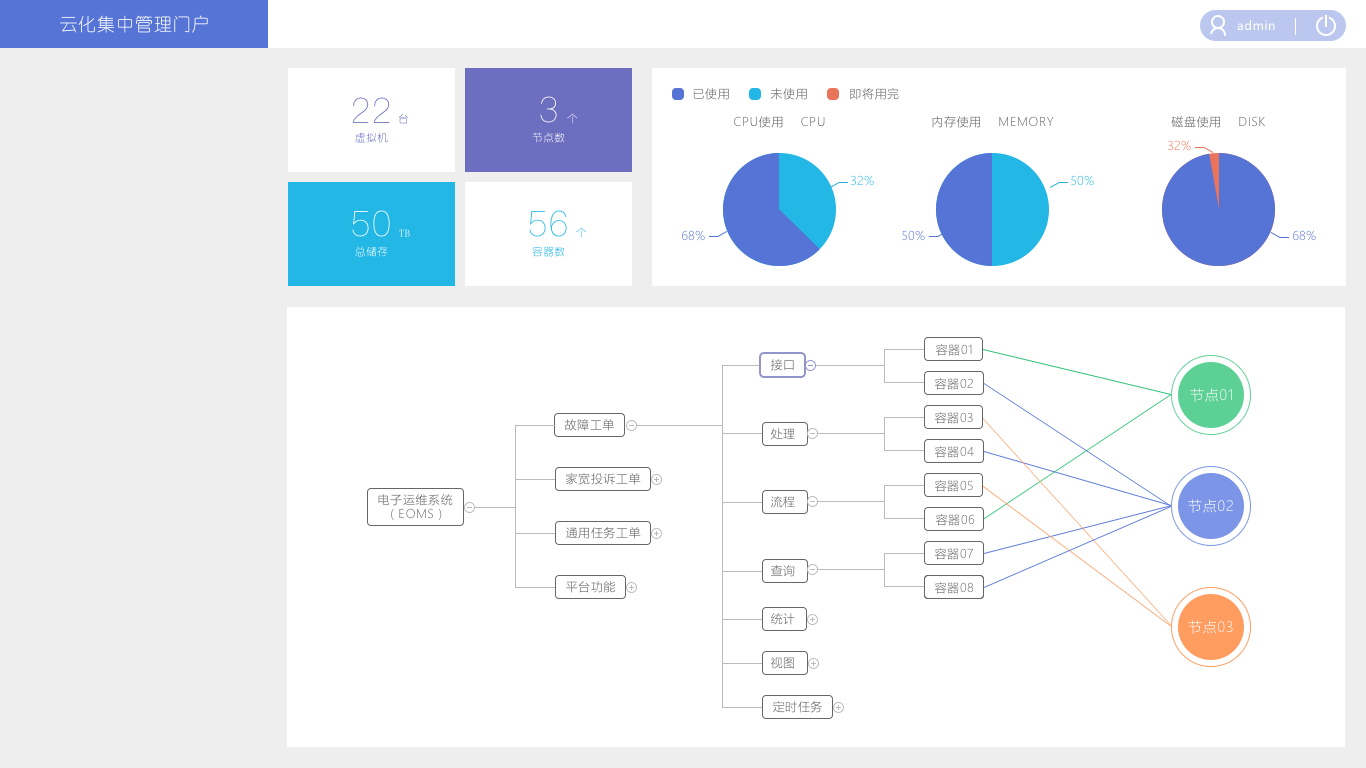 云化集中管理门户
admin
22 台
虚拟机
3 个
节点数
50 TB
总储存
56 个
容器数
已使用 未使用 即将用完
CPU使用 CPU
32%
68%
内存使用 MEMORY
50%
50%
磁盘使用 DISK
32%
68%
电子运维系统
( EOMS )
故障工单
家宽投诉工单
通用任务工单
平台功能
接口
处理
流程
查询
统计
视图
定时任务
容器01
容器02
容器03
容器04
容器05
容器06
容器07
容器08
节点01
节点02
节点03